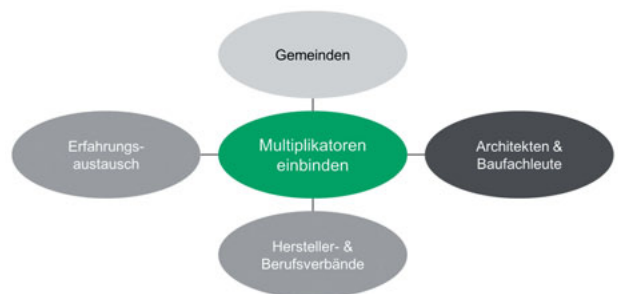 Gemeinden
Erfahrungs-
austausch
Multiplikatoren
einbinden
Architekten &
Baufachleute
Hersteller- &
Berufsverbände